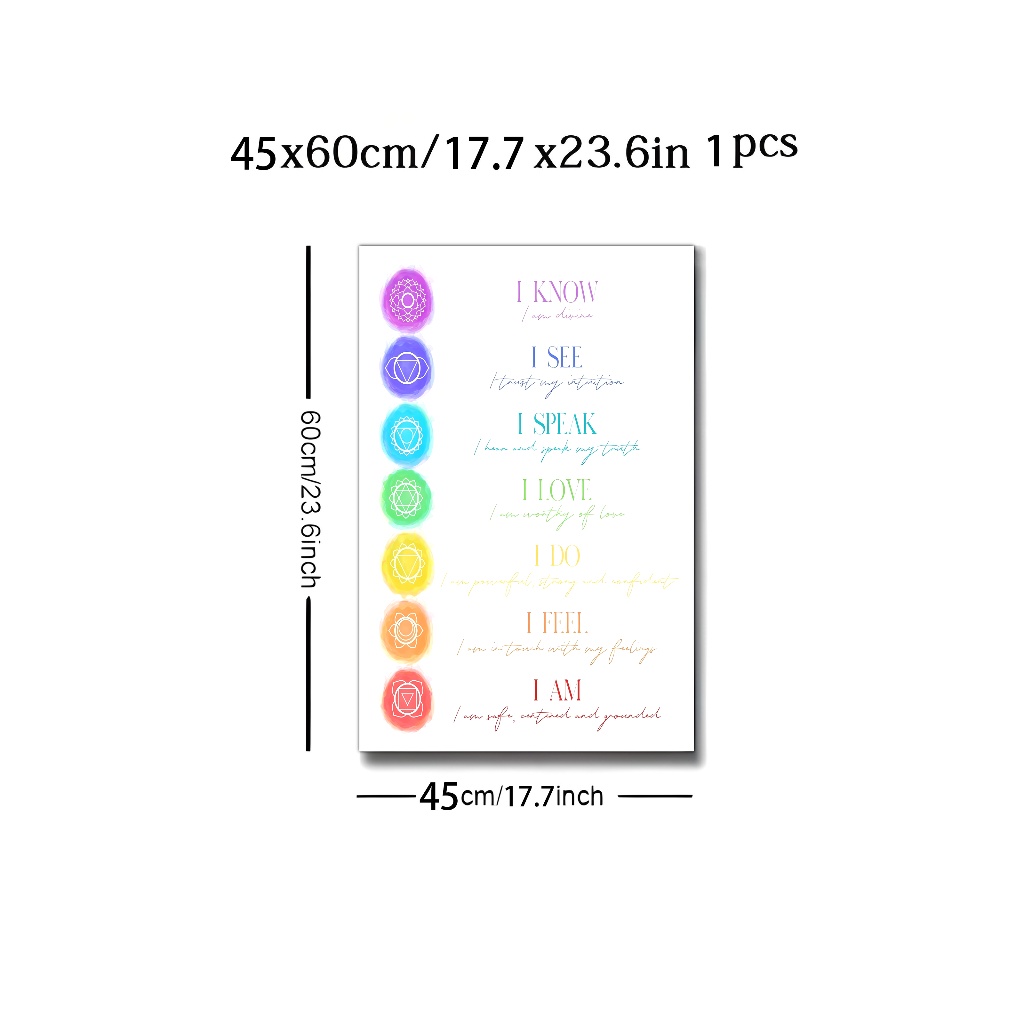 45x60cm/17.7 x23.6in 1pcs
60cm/23.6inch
I KNOW
I am divine
I SEE
I trust my intuition
I SPEAK
I hear and speak my truth
I LOVE
I am worthy of love
I DO
I am powerful, strong and confident
I FEEL
I am in touch with my feelings
I AM
I am safe, centered and grounded
45cm/17.7inch